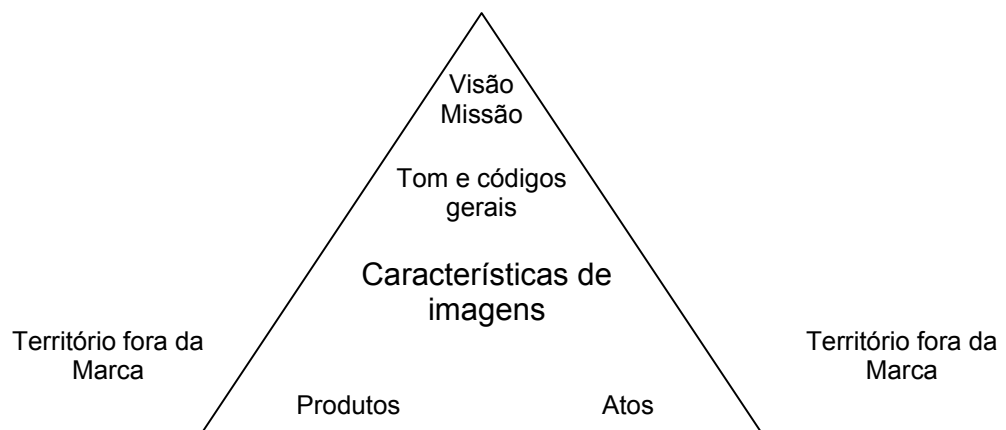 Visão
Missão
Tom e códigos
gerais
Características de
imagens
Território fora da
Marca
Território fora da
Marca
Produtos
Atos